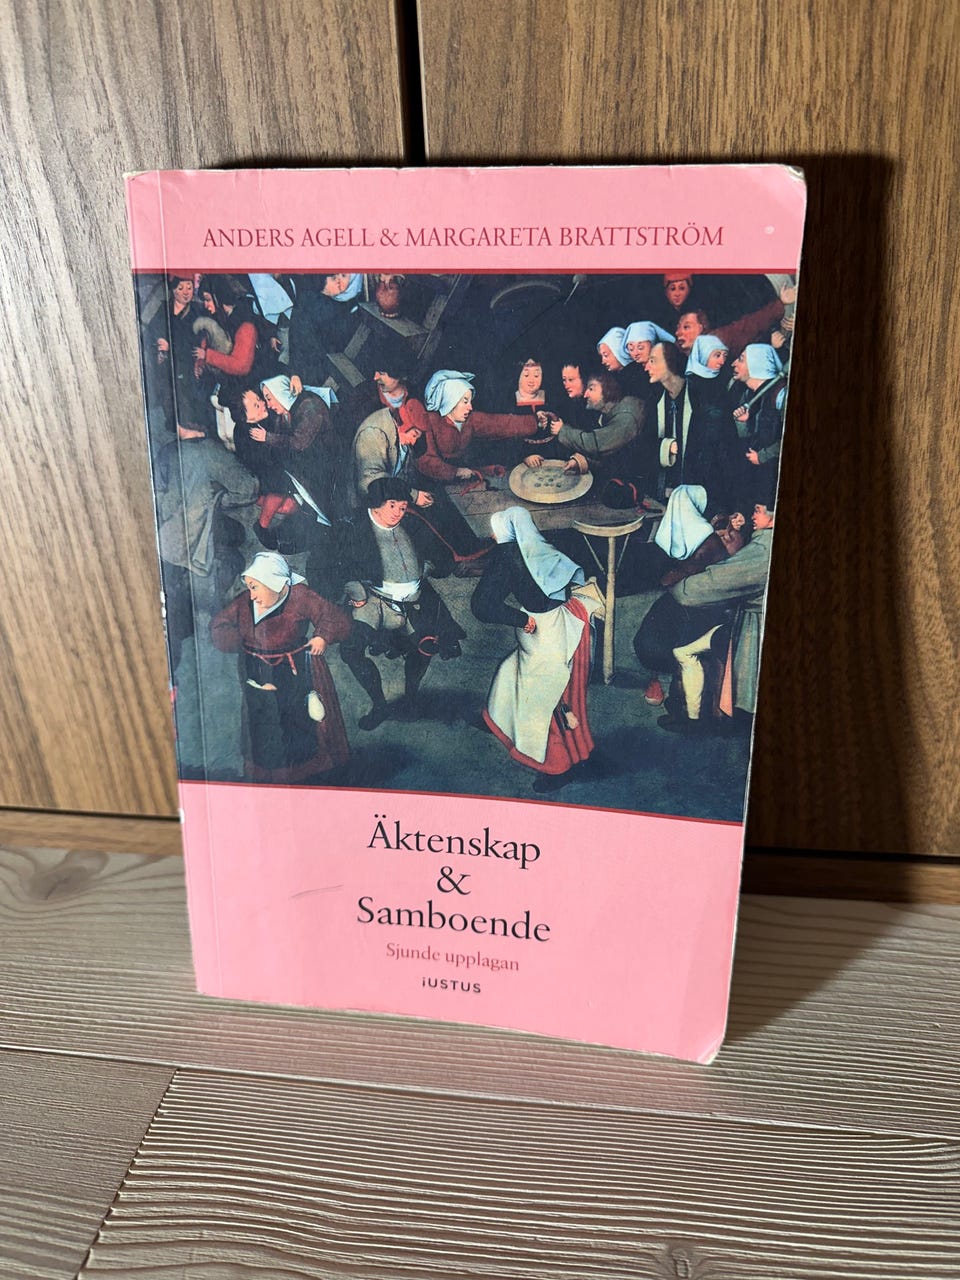 ANDERS AGELL & MARGARETA BRATTSTRÖM
Äktenskap
&
Samboende
Sjunde upplagan
iUSTUS